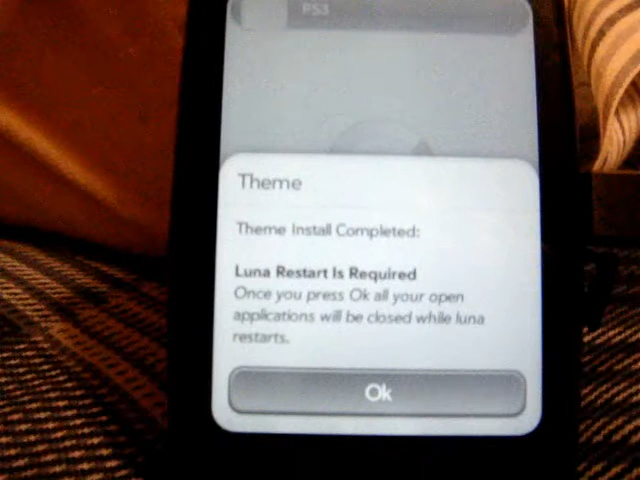 PS3
Theme
Theme Install Completed:
Luna Restart Is Required
Once you press Ok all your open
applications will be closed while luna
restarts.
Ok